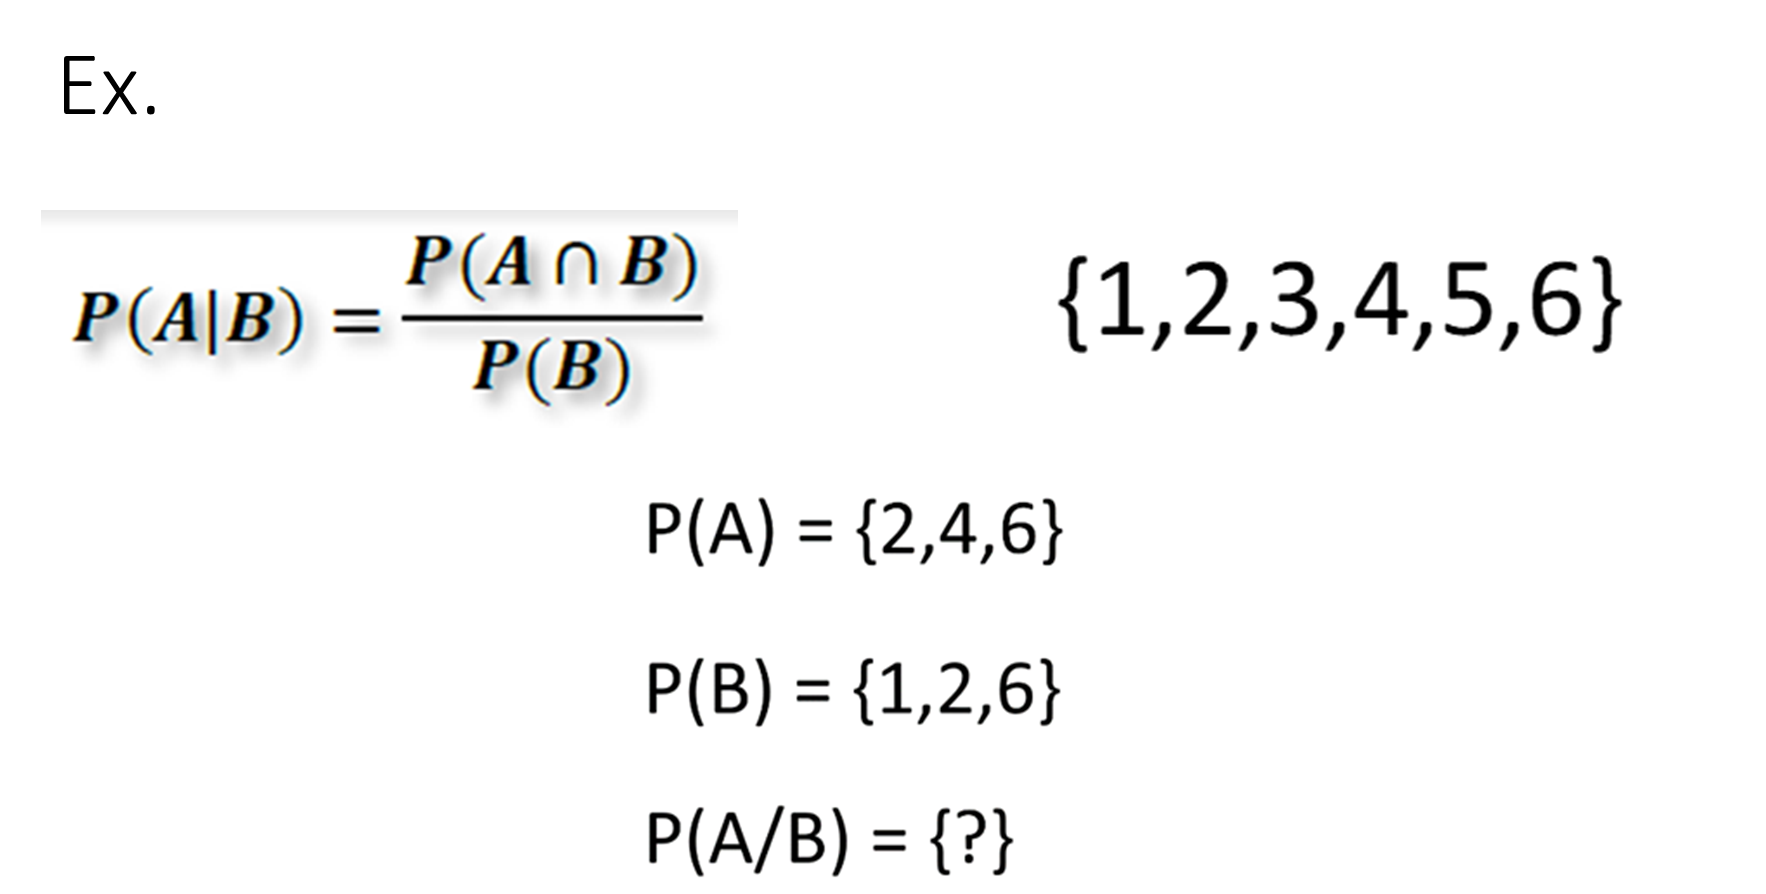 Ex.
P(A|B) = P(A ∩ B) / P(B)
{1,2,3,4,5,6}
P(A) = {2,4,6}
P(B) = {1,2,6}
P(A/B) = {?}